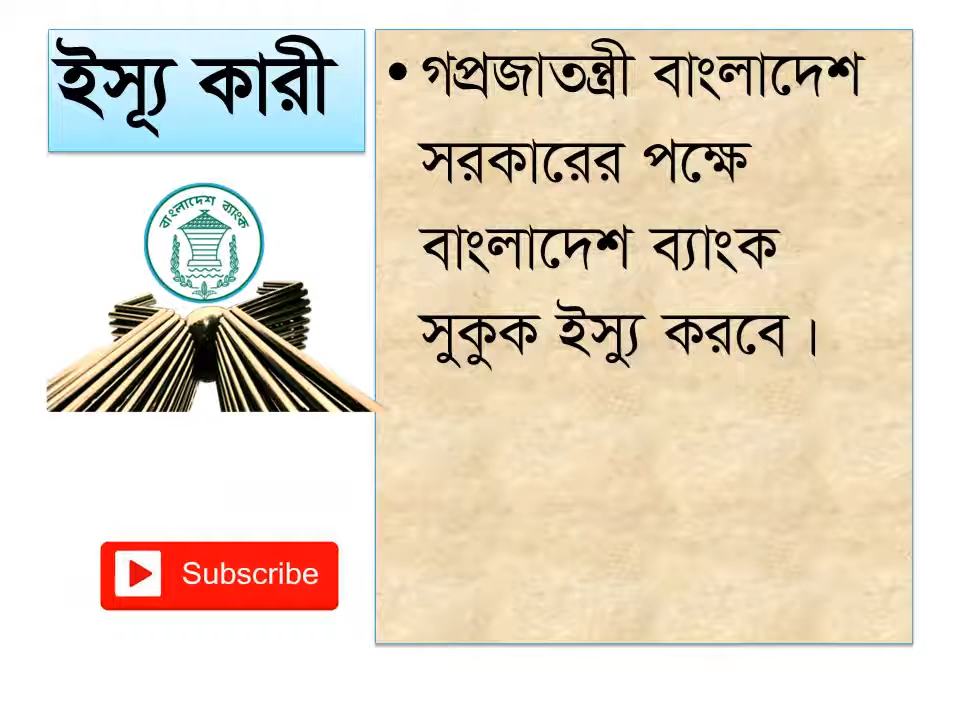 ইস্যূ কারী
• গপ্রজাতন্ত্রী বাংলাদেশ
সরকারের পক্ষে
বাংলাদেশ ব্যাংক
সুকুক ইস্যু করবে।
বাংলাদেশ ব্যাংক
Subscribe